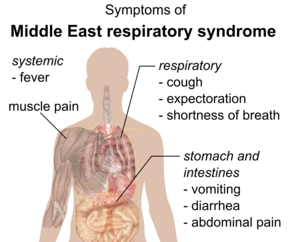 Symptoms of
Middle East respiratory syndrome
systemic
- fever
muscle pain
respiratory
- cough
- expectoration
- shortness of breath
stomach and
intestines
- vomiting
- diarrhea
- abdominal pain